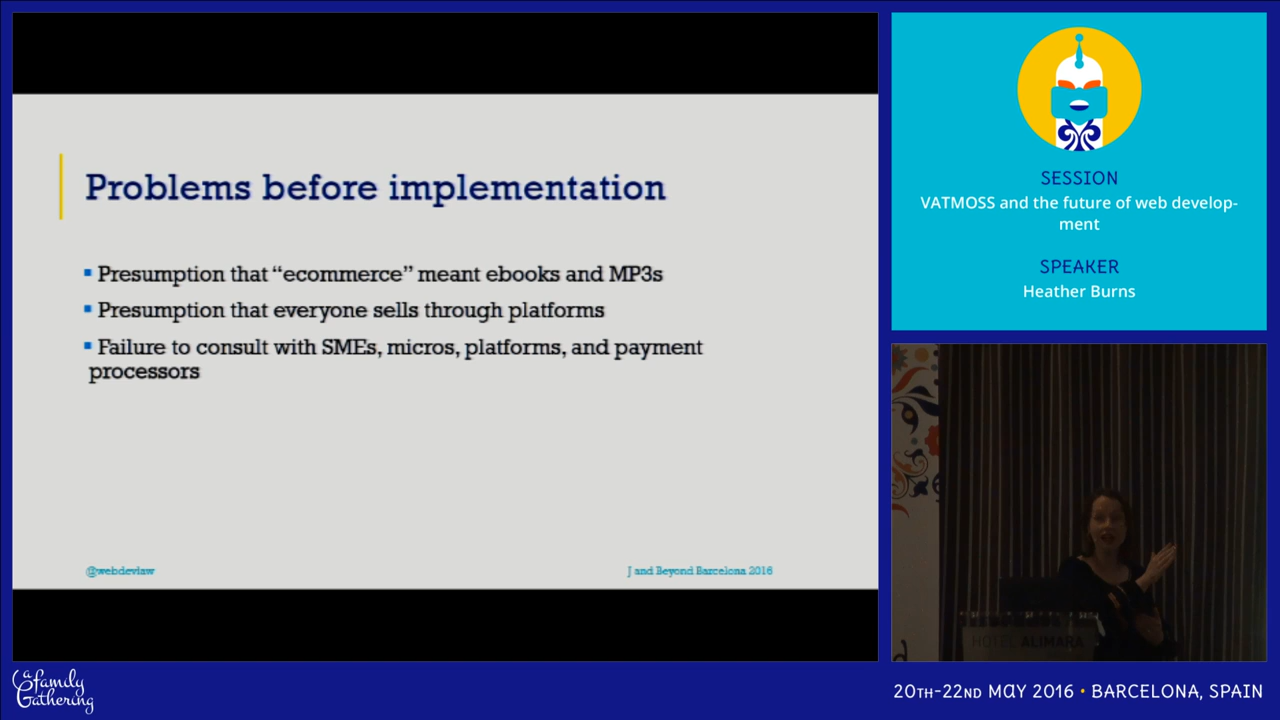 Problems before implementation
▪ Presumption that “ecommerce” meant ebooks and MP3s
▪ Presumption that everyone sells through platforms
▪ Failure to consult with SMEs, micros, platforms, and payment
processors
@webdevlaw
J and Beyond Barcelona 2016
SESSION
VATMOSS and the future of web develop-
ment
SPEAKER
Heather Burns
HOTEL ALIMARA
a family
Gathering
20TH-22ND MAY 2016 • BARCELONA, SPAIN